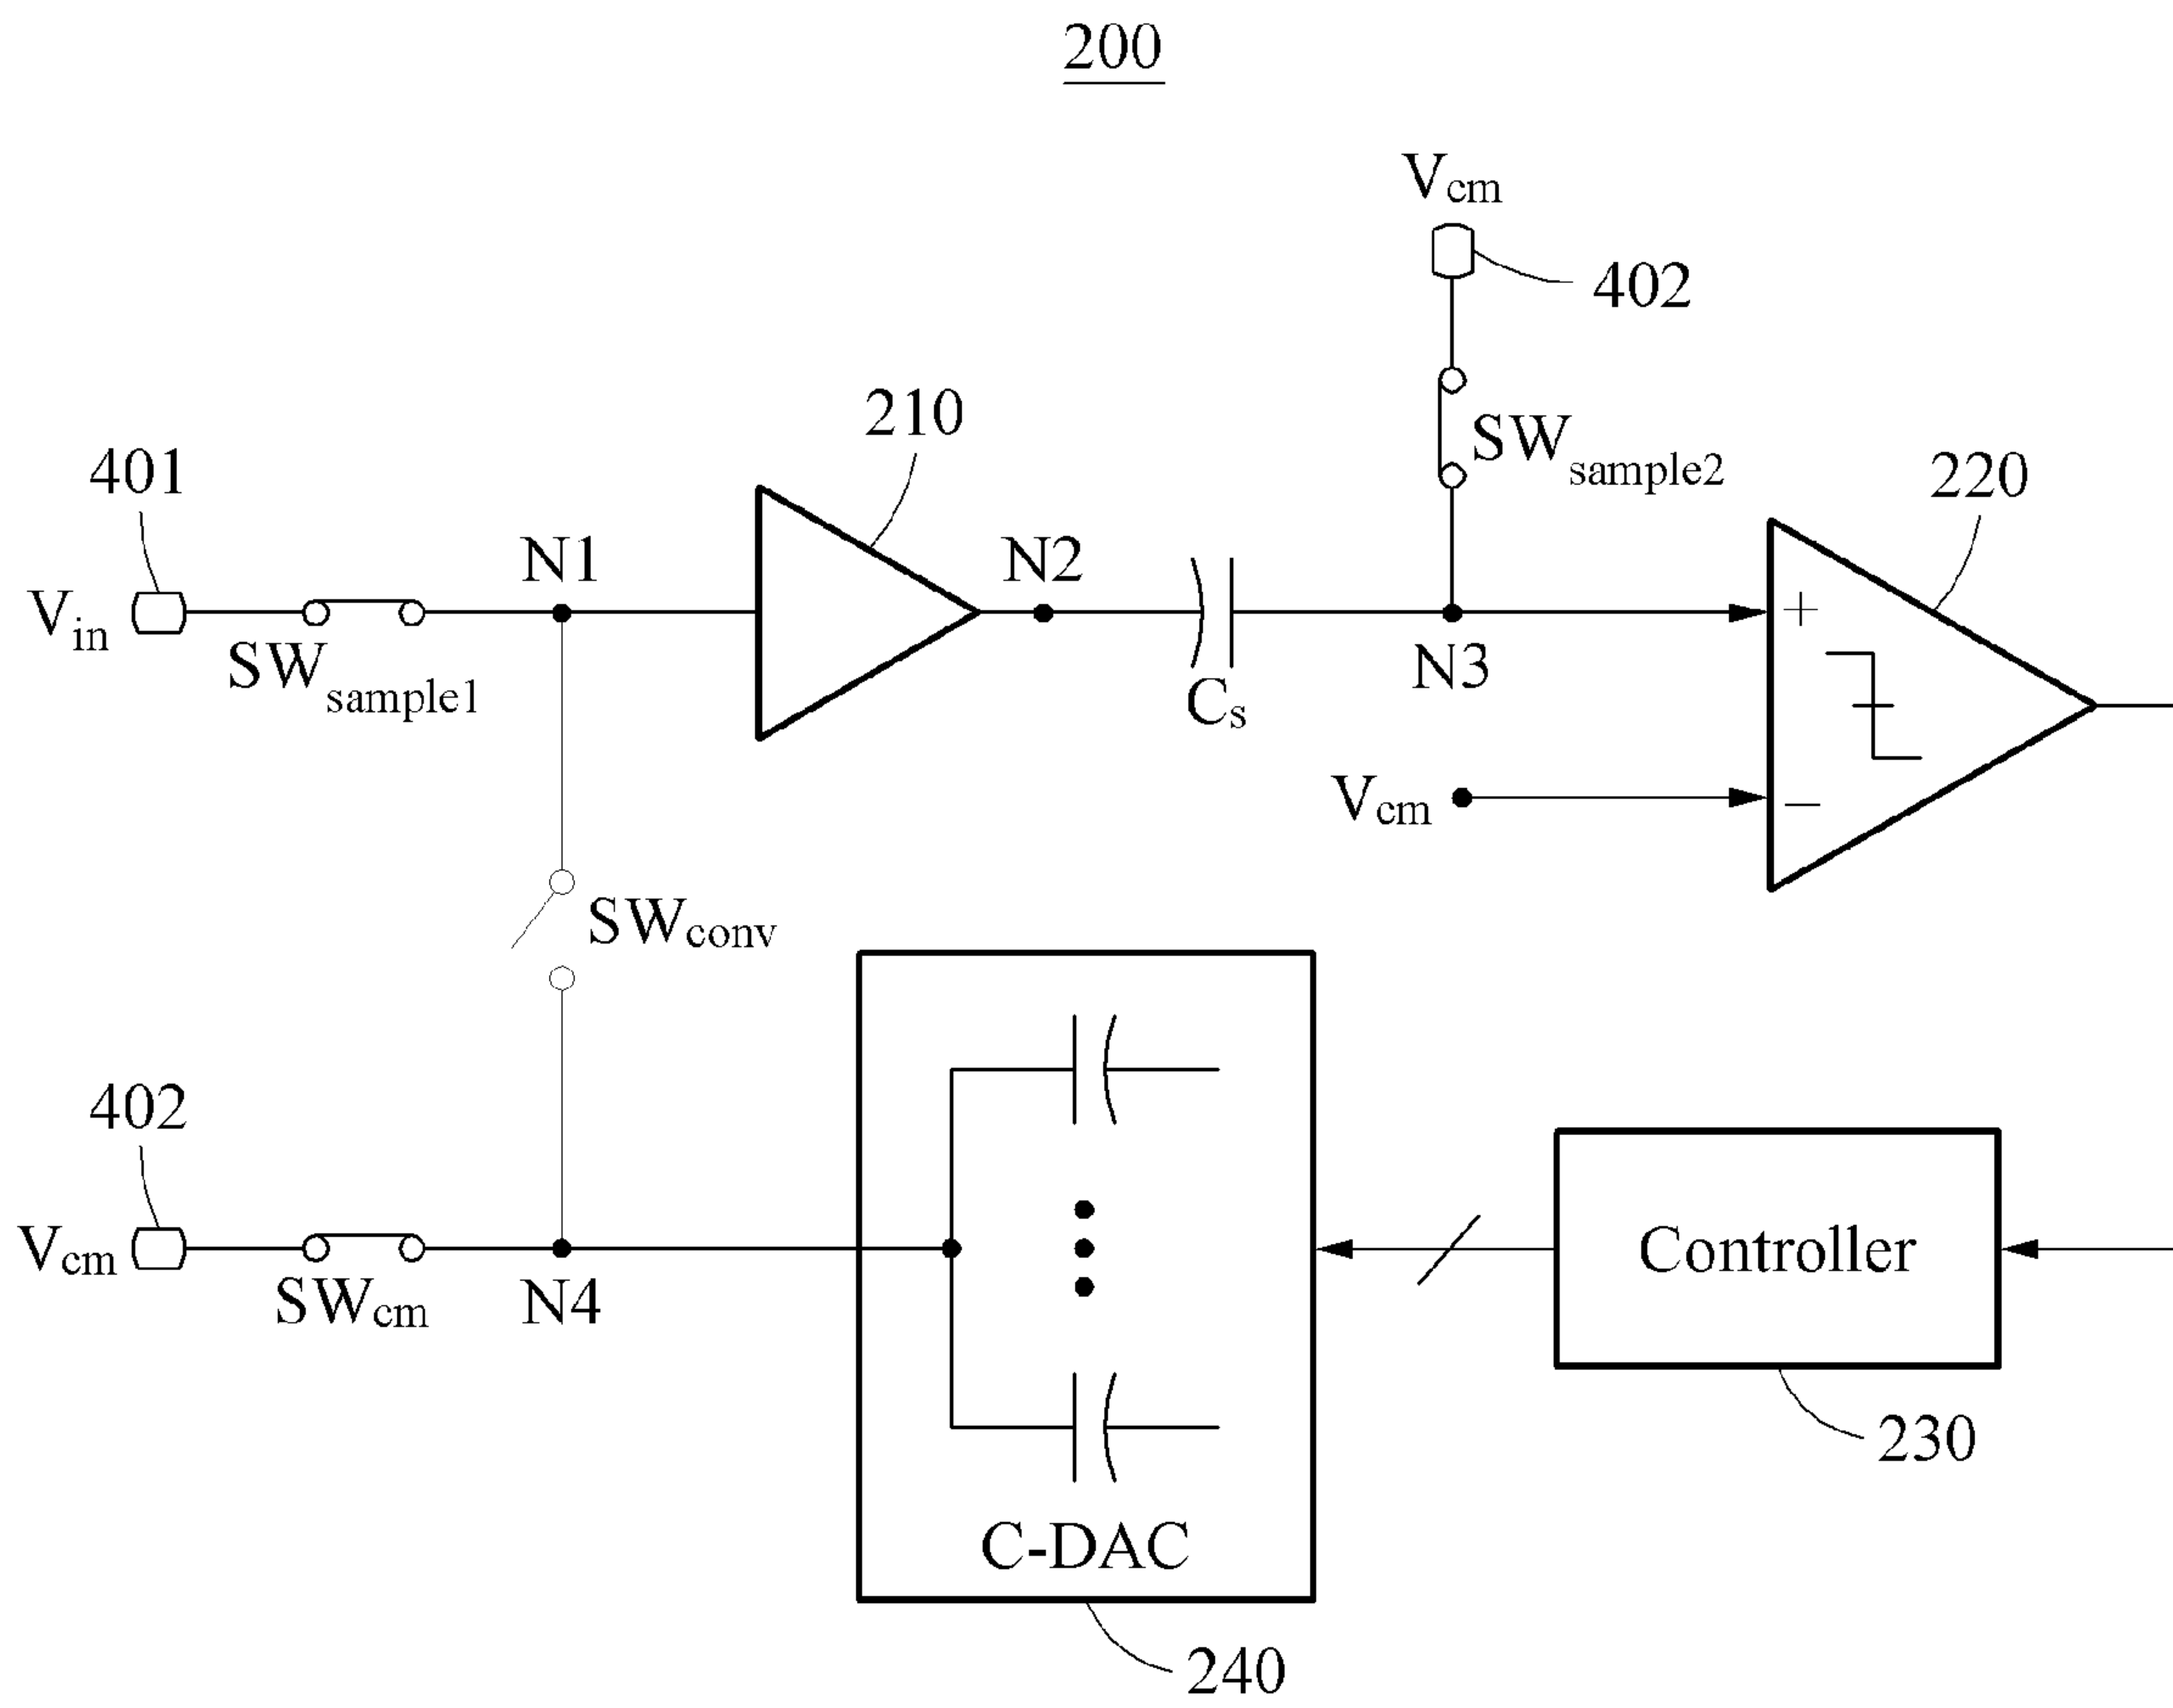 200
Vcm
402
SWsample2
210
220
401
N1
N2
Vin
SWsample1
+
N3
Cs
Vcm
−
SWconv
402
Vcm
SWcm
N4
Controller
230
C-DAC
240